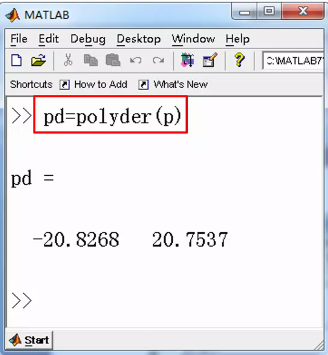 MATLAB
File Edit Debug Desktop Window Help
C:\MATLAB7
Shortcuts How to Add What's New
>> pd=polyder(p)
pd =
-20.8268 20.7537
>>
Start